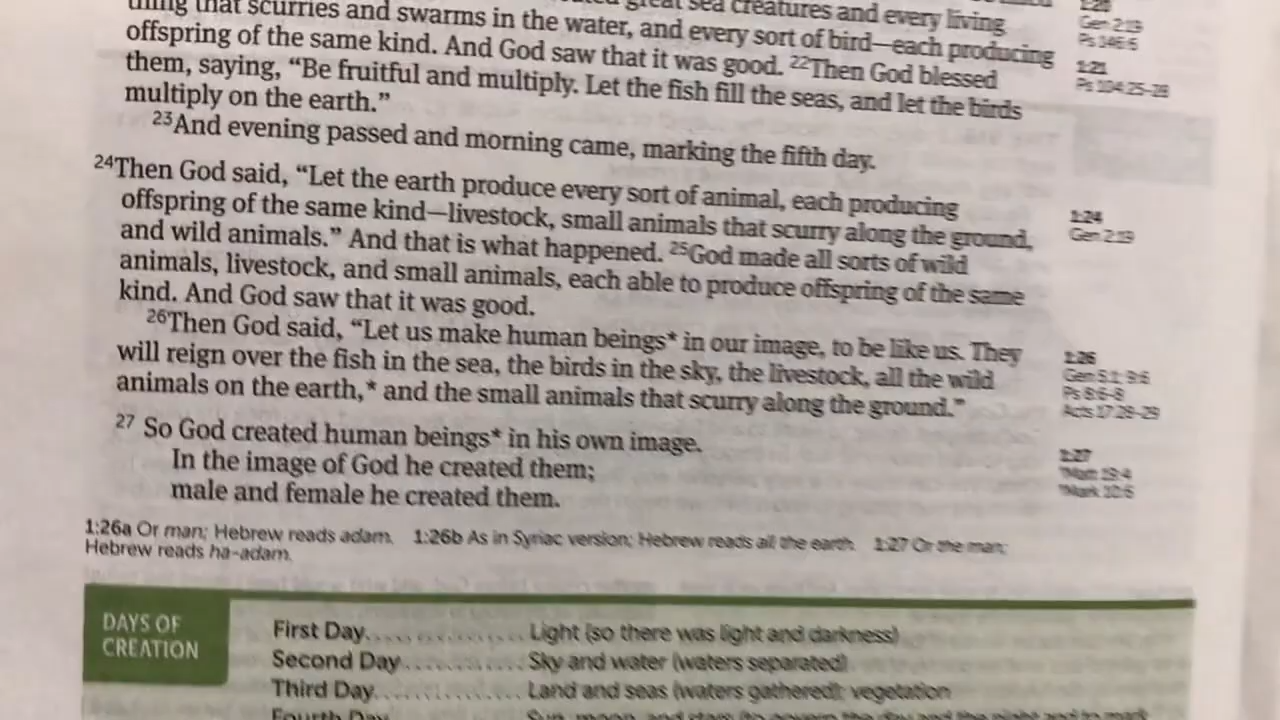 thing that scurries and swarms in the water, and every sort of bird—each producing
offspring of the same kind. And God saw that it was good. 22Then God blessed
them, saying, “Be fruitful and multiply. Let the fish fill the seas, and let the birds
multiply on the earth.”
23And evening passed and morning came, marking the fifth day.
24Then God said, “Let the earth produce every sort of animal, each producing
offspring of the same kind—livestock, small animals that scurry along the ground,
and wild animals.” And that is what happened. 25God made all sorts of wild
animals, livestock, and small animals, each able to produce offspring of the same
kind. And God saw that it was good.
26Then God said, “Let us make human beings* in our image, to be like us. They
will reign over the fish in the sea, the birds in the sky, the livestock, all the wild
animals on the earth,* and the small animals that scurry along the ground.”
27 So God created human beings* in his own image.
In the image of God he created them;
male and female he created them.
Gen 2:19
Ps 146:6
1:21
Ps 104:25-28
1:24
Gen 2:19
1:26
Gen 5:1; 9:6
Ps 8:6-8
Acts 17:28-29
1:27
*Matt 19:4
*Mark 10:6
1:26a Or man; Hebrew reads adam. 1:26b As in Syriac version; Hebrew reads all the earth. 1:27 Or the man;
Hebrew reads ha-adam.
DAYS OF
CREATION
First Day.............. Light (so there was light and darkness)
Second Day............ Sky and water (waters separated)
Third Day.............. Land and seas (waters gathered); vegetation
Fourth Day